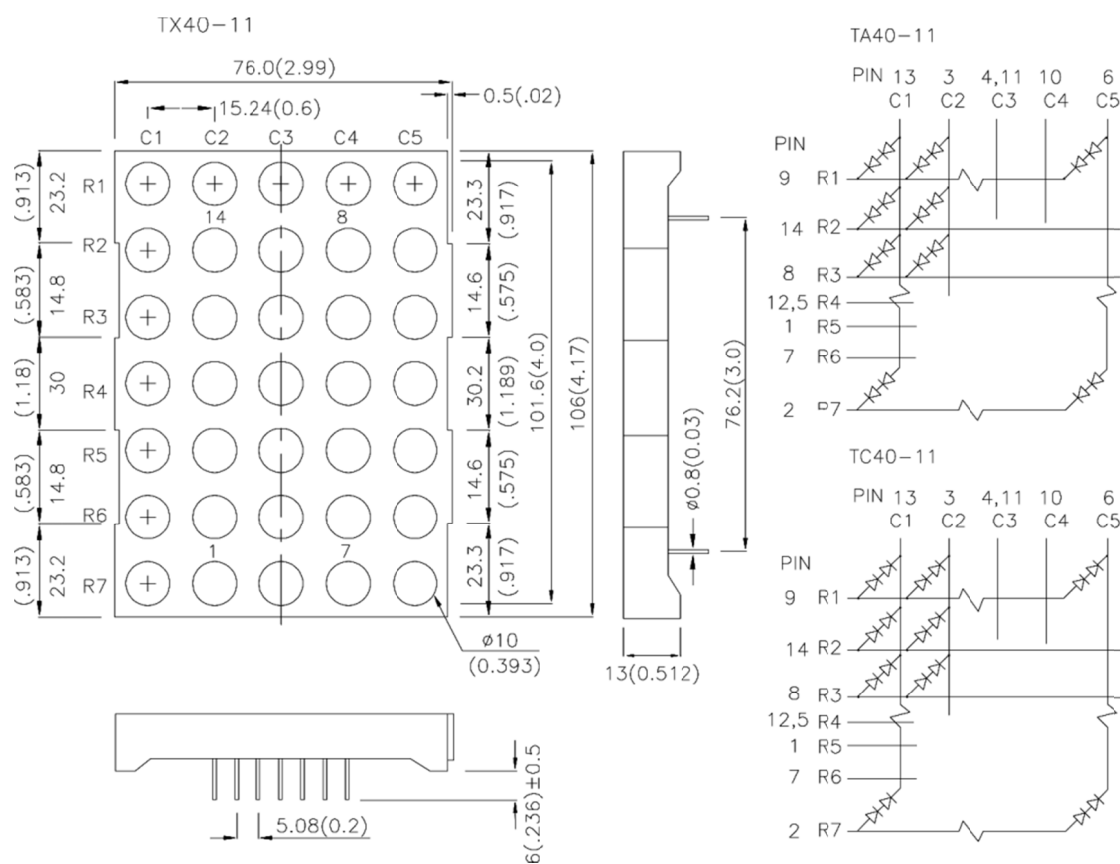 TX40-11
76.0(2.99)
0.5(.02)
15.24(0.6)
C1 C2 C3 C4 C5
R1
R2
R3
R4
R5
R6
R7
14 8
1 7
23.2
(.913)
14.8
(.583)
30
(1.18)
14.8
(.583)
23.2
(.913)
23.3
(.917)
14.6
(.575)
30.2
(1.189)
14.6
(.575)
23.3
(.917)
101.6(4.0)
106(4.17)
ø10
(0.393)
76.2(3.0)
ø0.8(0.03)
13(0.512)
5.08(0.2)
6(.236)±0.5
TA40-11
PIN 13 3 4,11 10 6
C1 C2 C3 C4 C5
PIN
9 R1
14 R2
8 R3
12,5 R4
1 R5
7 R6
2 R7
TC40-11
PIN 13 3 4,11 10 6
C1 C2 C3 C4 C5
PIN
9 R1
14 R2
8 R3
12,5 R4
1 R5
7 R6
2 R7